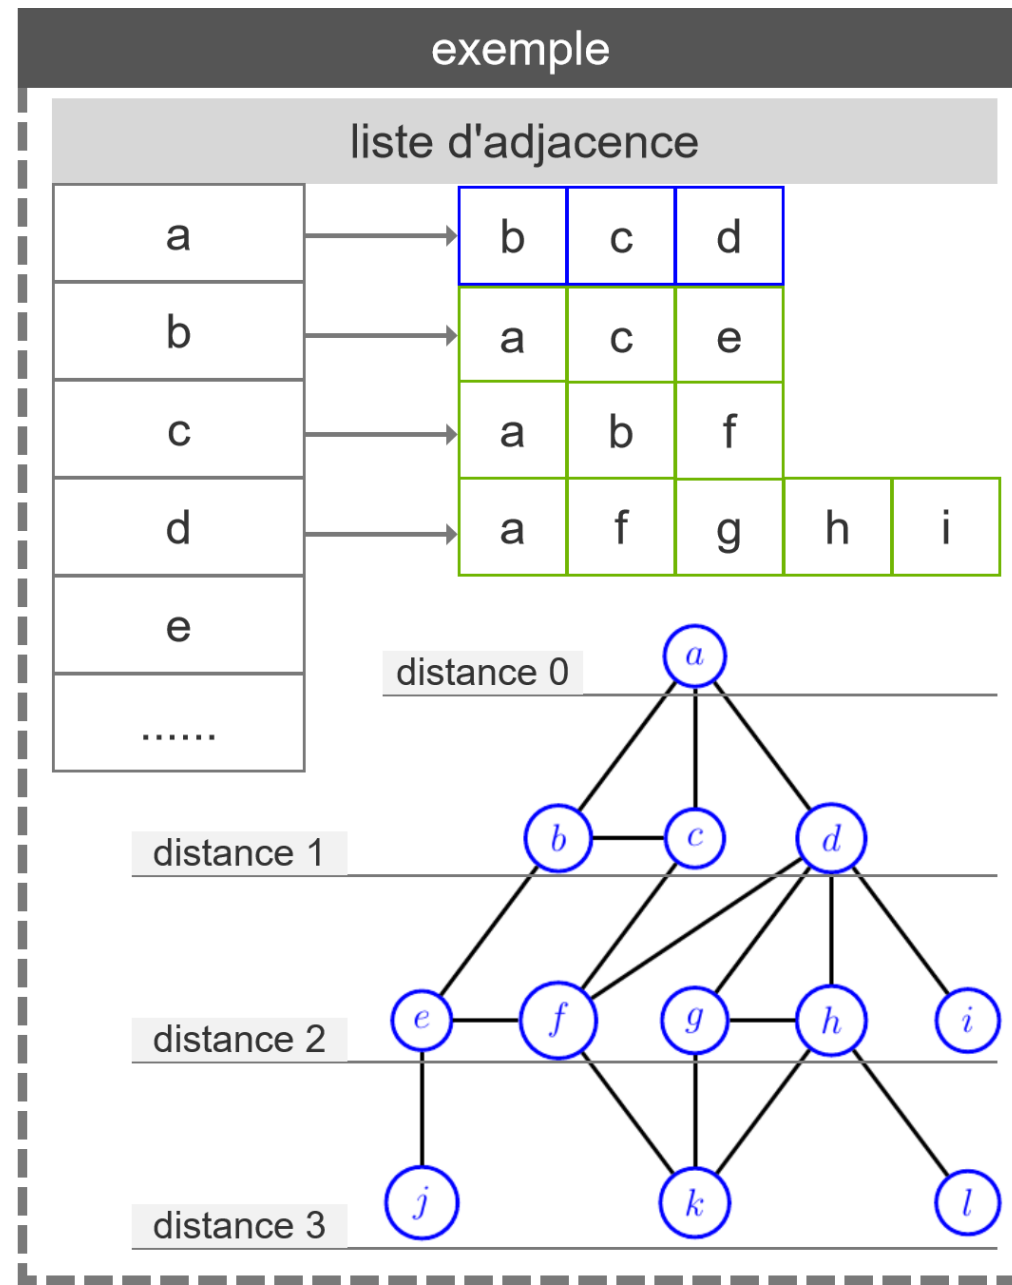 exemple
liste d'adjacence
a b c d
b a c e
c a b f
d a f g h i
e
......
a
distance 0
b c d
distance 1
e f g h i
distance 2
j k l
distance 3